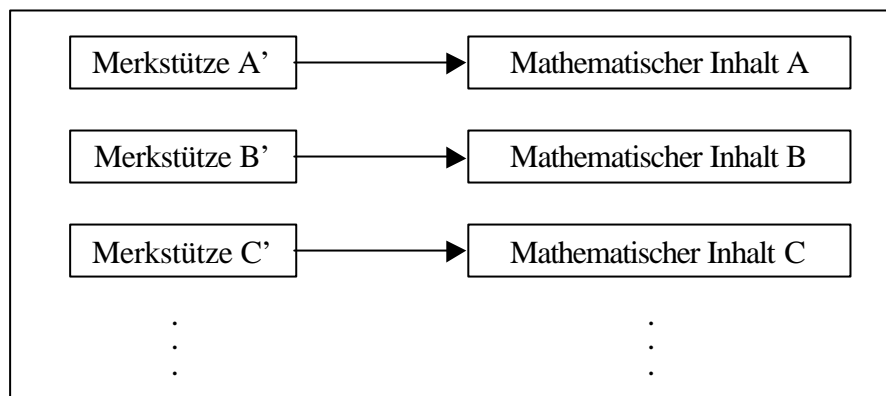 Merkstütze A’ Mathematischer Inhalt A
Merkstütze B’ Mathematischer Inhalt B
Merkstütze C’ Mathematischer Inhalt C
. .
. .
. .